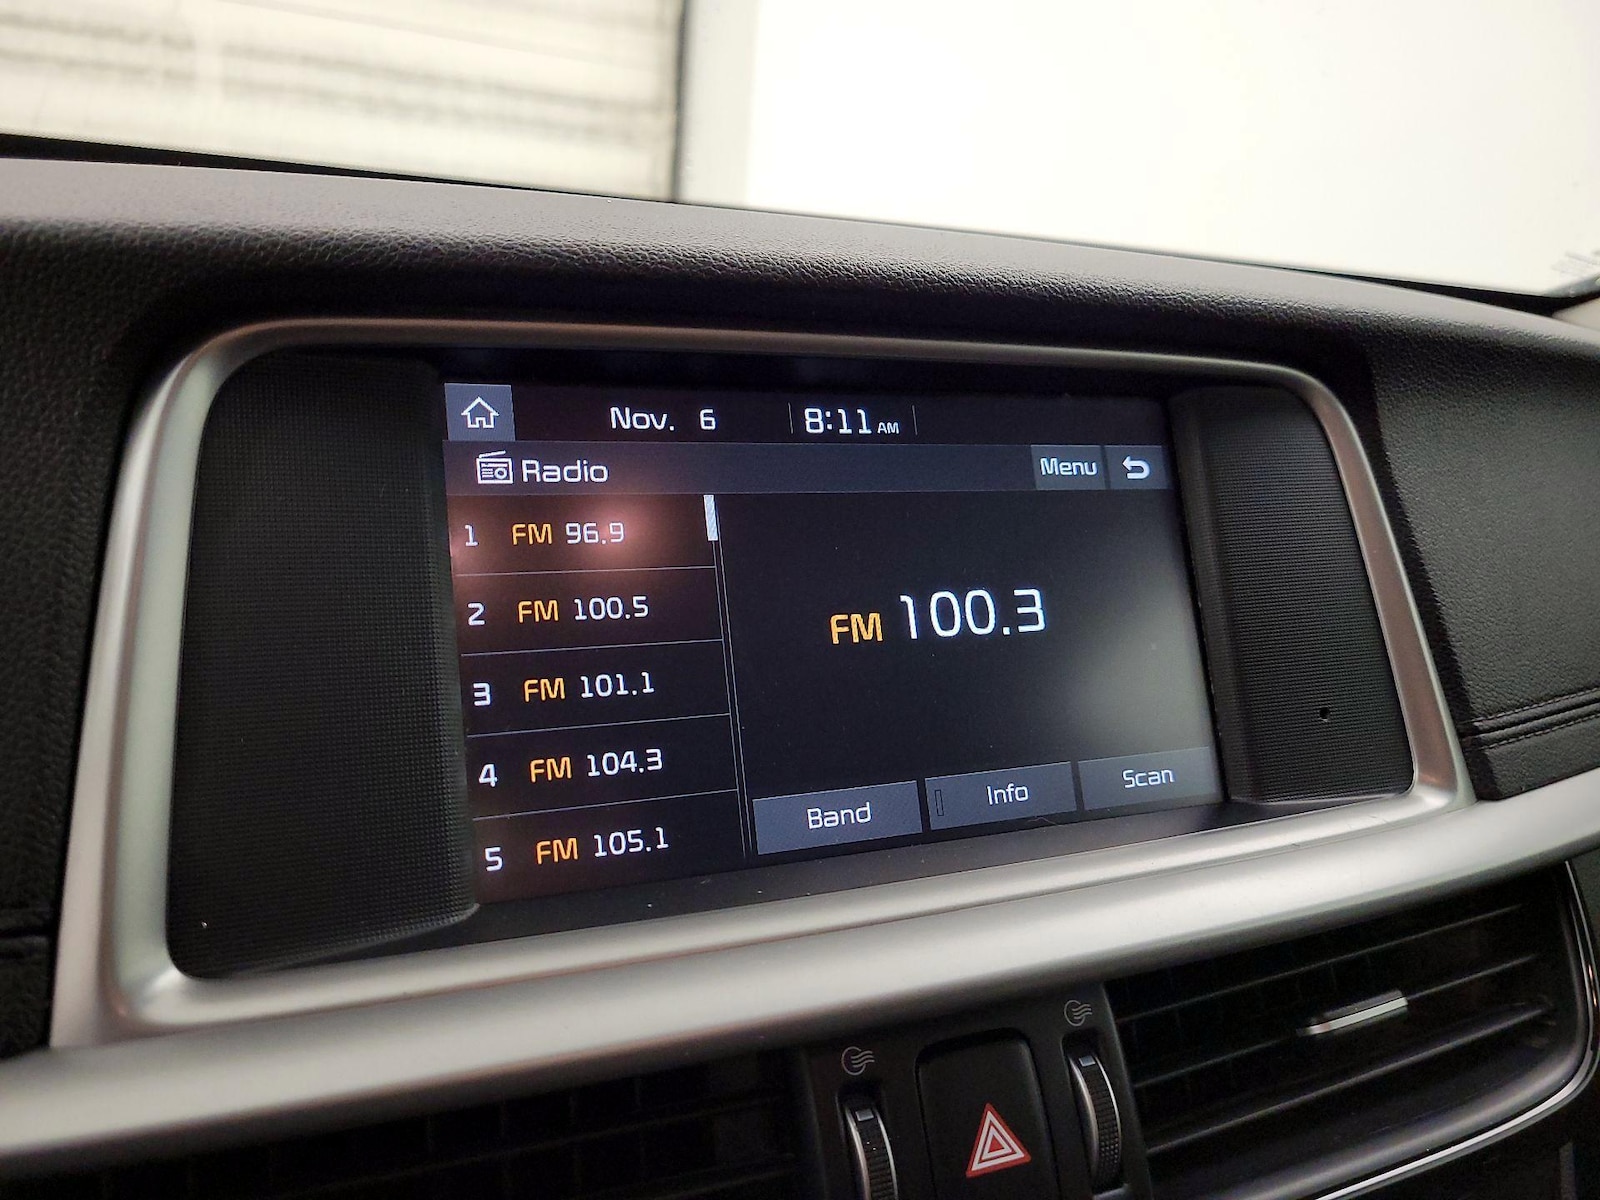 Nov. 6 8:11 AM
Radio Menu
1 FM 96.9
2 FM 100.5
3 FM 101.1
4 FM 104.3
5 FM 105.1
FM 100.3
Band Info Scan